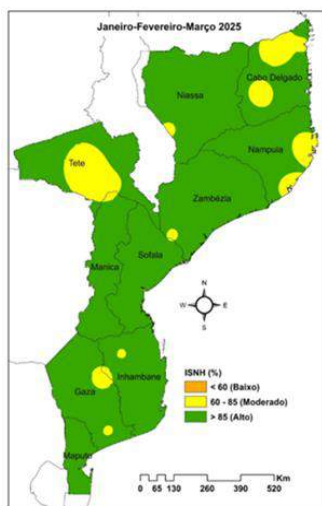 Janeiro-Fevereiro-Março 2025
Cabo Delgado
Niassa
Nampula
Tete
Zambézia
Sofala
Manica
N
W E
S
ISNH (%)
< 60 (Baixo)
60 - 85 (Moderado)
> 85 (Alto)
Inhambane
Gaza
Maputo
Km
0 65 130 260 390 520